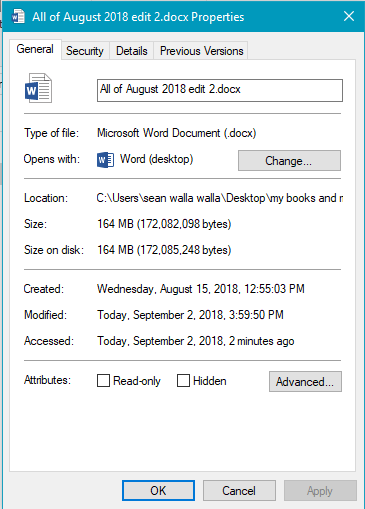 All of August 2018 edit 2.docx Properties
General Security Details Previous Versions
All of August 2018 edit 2.docx
Type of file: Microsoft Word Document (.docx)
Opens with: Word (desktop) Change...
Location: C:\Users\sean walla walla\Desktop\my books and m
Size: 164 MB (172,082,098 bytes)
Size on disk: 164 MB (172,085,248 bytes)
Created: Wednesday, August 15, 2018, 12:55:03 PM
Modified: Today, September 2, 2018, 3:59:50 PM
Accessed: Today, September 2, 2018, 2 minutes ago
Attributes: Read-only Hidden Advanced...
OK Cancel Apply